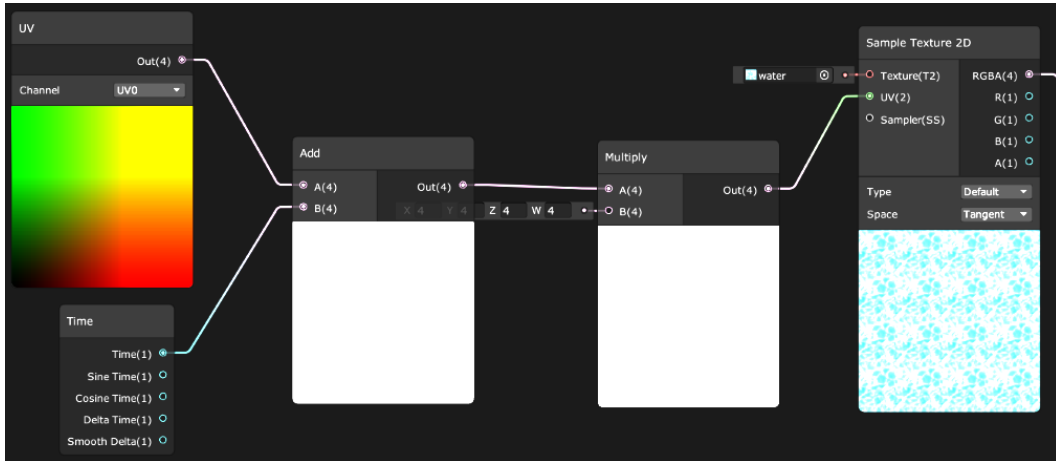 UV
Out(4)
Channel UV0
Time
Time(1)
Sine Time(1)
Cosine Time(1)
Delta Time(1)
Smooth Delta(1)
Add
A(4) Out(4)
B(4)
X 4 Y 4 Z 4 W 4
Multiply
A(4) Out(4)
B(4)
water
Sample Texture 2D
Texture(T2) RGBA(4)
UV(2) R(1)
Sampler(SS) G(1)
B(1)
A(1)
Type Default
Space Tangent